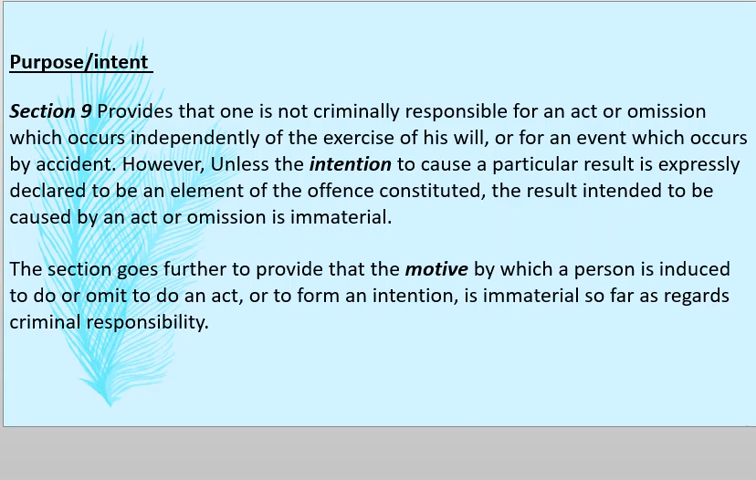 Purpose/intent
Section 9 Provides that one is not criminally responsible for an act or omission
which occurs independently of the exercise of his will, or for an event which occurs
by accident. However, Unless the intention to cause a particular result is expressly
declared to be an element of the offence constituted, the result intended to be
caused by an act or omission is immaterial.
The section goes further to provide that the motive by which a person is induced
to do or omit to do an act, or to form an intention, is immaterial so far as regards
criminal responsibility.